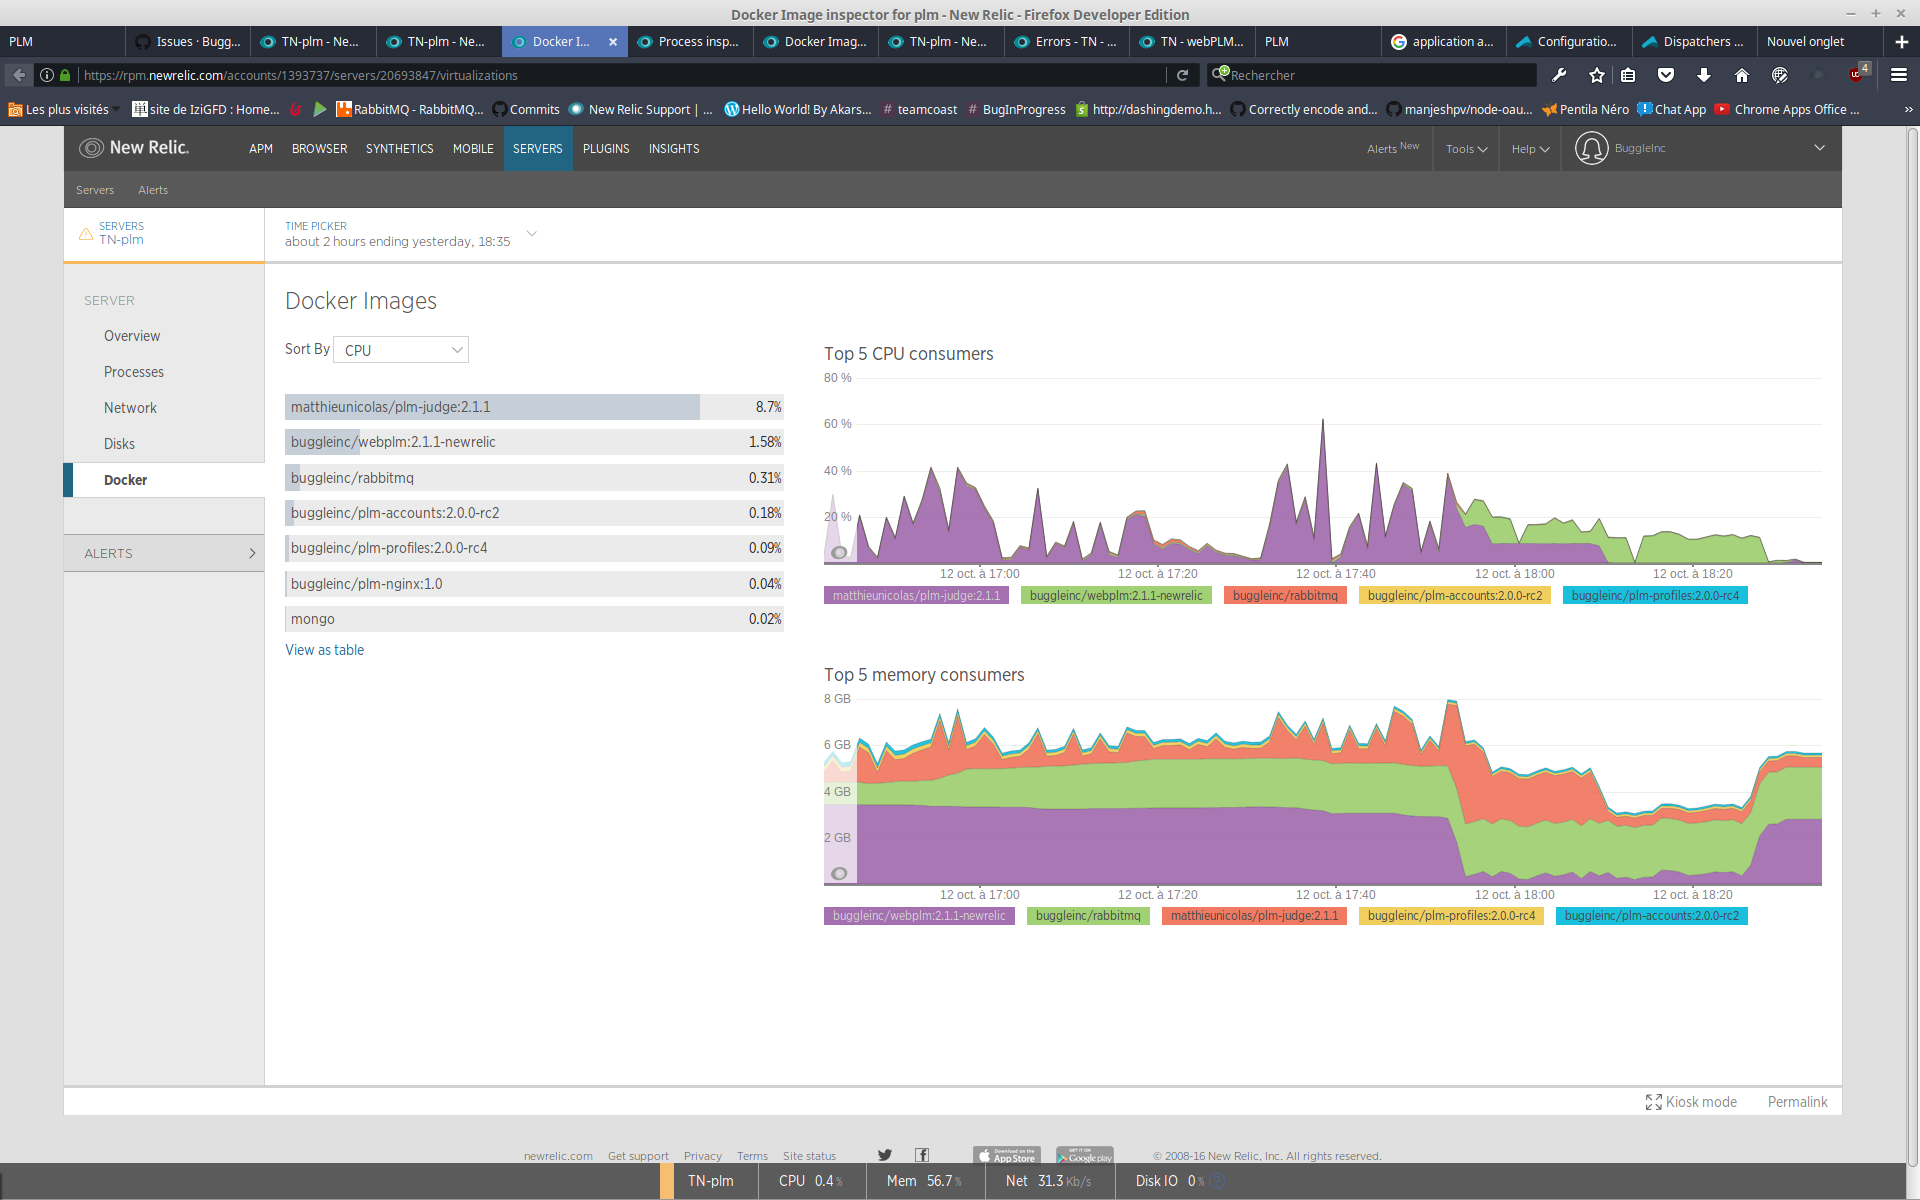 Docker Image inspector for plm - New Relic - Firefox Developer Edition
PLM
Issues · Bugg...
TN-plm - Ne...
TN-plm - Ne...
Docker I...
Process insp...
Docker Imag...
TN-plm - Ne...
Errors - TN - ...
TN - webPLM...
PLM
application a...
Configuratio...
Dispatchers ...
Nouvel onglet
https://rpm.newrelic.com/accounts/1393737/servers/20693847/virtualizations
Rechercher
4
Les plus visités
site de IziGFD : Home...
RabbitMQ - RabbitMQ...
Commits
New Relic Support | ...
Hello World! By Akars...
# teamcoast
# BugInProgress
http://dashingdemo.h...
Correctly encode and...
manjeshpv/node-oau...
Pentila Néro
Chat App
Chrome Apps Office ...
»
New Relic.
APM
BROWSER
SYNTHETICS
MOBILE
SERVERS
PLUGINS
INSIGHTS
Alerts New
Tools
Help
BuggleInc
Servers
Alerts
SERVERS
TN-plm
TIME PICKER
about 2 hours ending yesterday, 18:35
SERVER
Overview
Processes
Network
Disks
Docker
ALERTS
Docker Images
Sort By CPU
matthieunicolas/plm-judge:2.1.1 8.7%
buggleinc/webplm:2.1.1-newrelic 1.58%
buggleinc/rabbitmq 0.31%
buggleinc/plm-accounts:2.0.0-rc2 0.18%
buggleinc/plm-profiles:2.0.0-rc4 0.09%
buggleinc/plm-nginx:1.0 0.04%
mongo 0.02%
View as table
Top 5 CPU consumers
80 %
60 %
40 %
20 %
12 oct. à 17:00
12 oct. à 17:20
12 oct. à 17:40
12 oct. à 18:00
12 oct. à 18:20
matthieunicolas/plm-judge:2.1.1
buggleinc/webplm:2.1.1-newrelic
buggleinc/rabbitmq
buggleinc/plm-accounts:2.0.0-rc2
buggleinc/plm-profiles:2.0.0-rc4
Top 5 memory consumers
8 GB
6 GB
4 GB
2 GB
12 oct. à 17:00
12 oct. à 17:20
12 oct. à 17:40
12 oct. à 18:00
12 oct. à 18:20
buggleinc/webplm:2.1.1-newrelic
buggleinc/rabbitmq
matthieunicolas/plm-judge:2.1.1
buggleinc/plm-profiles:2.0.0-rc4
buggleinc/plm-accounts:2.0.0-rc2
Kiosk mode
Permalink
newrelic.com
Get support
Privacy
Terms
Site status
Download on the
App Store
GET IT ON
Google play
© 2008-16 New Relic, Inc. All rights reserved.
TN-plm
CPU 0.4%
Mem 56.7%
Net 31.3 Kb/s
Disk IO 0% ?